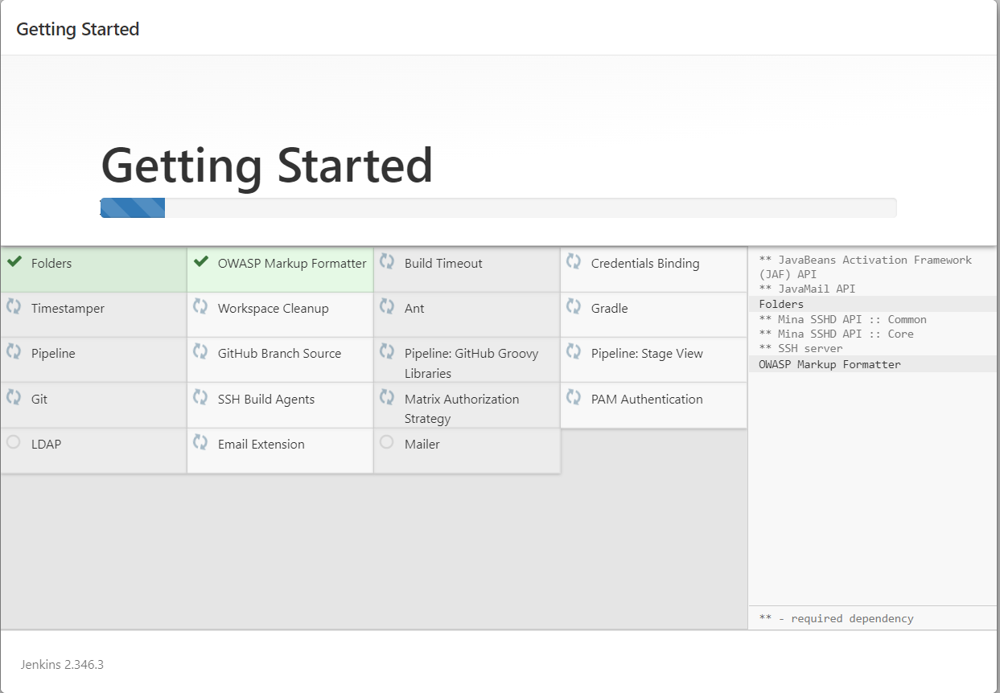 Getting Started
Getting Started
Folders
OWASP Markup Formatter
Build Timeout
Credentials Binding
Timestamper
Workspace Cleanup
Ant
Gradle
Pipeline
GitHub Branch Source
Pipeline: GitHub Groovy
Libraries
Pipeline: Stage View
Git
SSH Build Agents
Matrix Authorization
Strategy
PAM Authentication
LDAP
Email Extension
Mailer
** JavaBeans Activation Framework
(JAF) API
** JavaMail API
Folders
** Mina SSHD API :: Common
** Mina SSHD API :: Core
** SSH server
OWASP Markup Formatter
** - required dependency
Jenkins 2.346.3